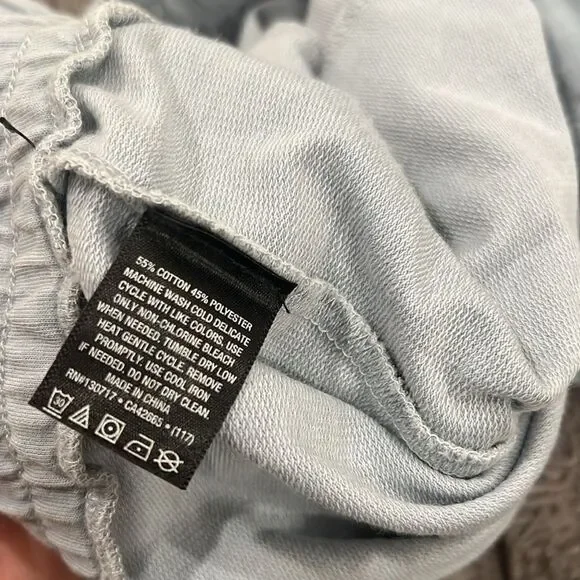 55% COTTON 45% POLYESTER
MACHINE WASH COLD DELICATE
CYCLE WITH LIKE COLORS. USE
ONLY NON-CHLORINE BLEACH
WHEN NEEDED. TUMBLE DRY LOW
HEAT GENTLE CYCLE. REMOVE
PROMPTLY. USE COOL IRON
IF NEEDED. DO NOT DRY CLEAN.
MADE IN CHINA
RN#130717 • CA42665 • (117)
30